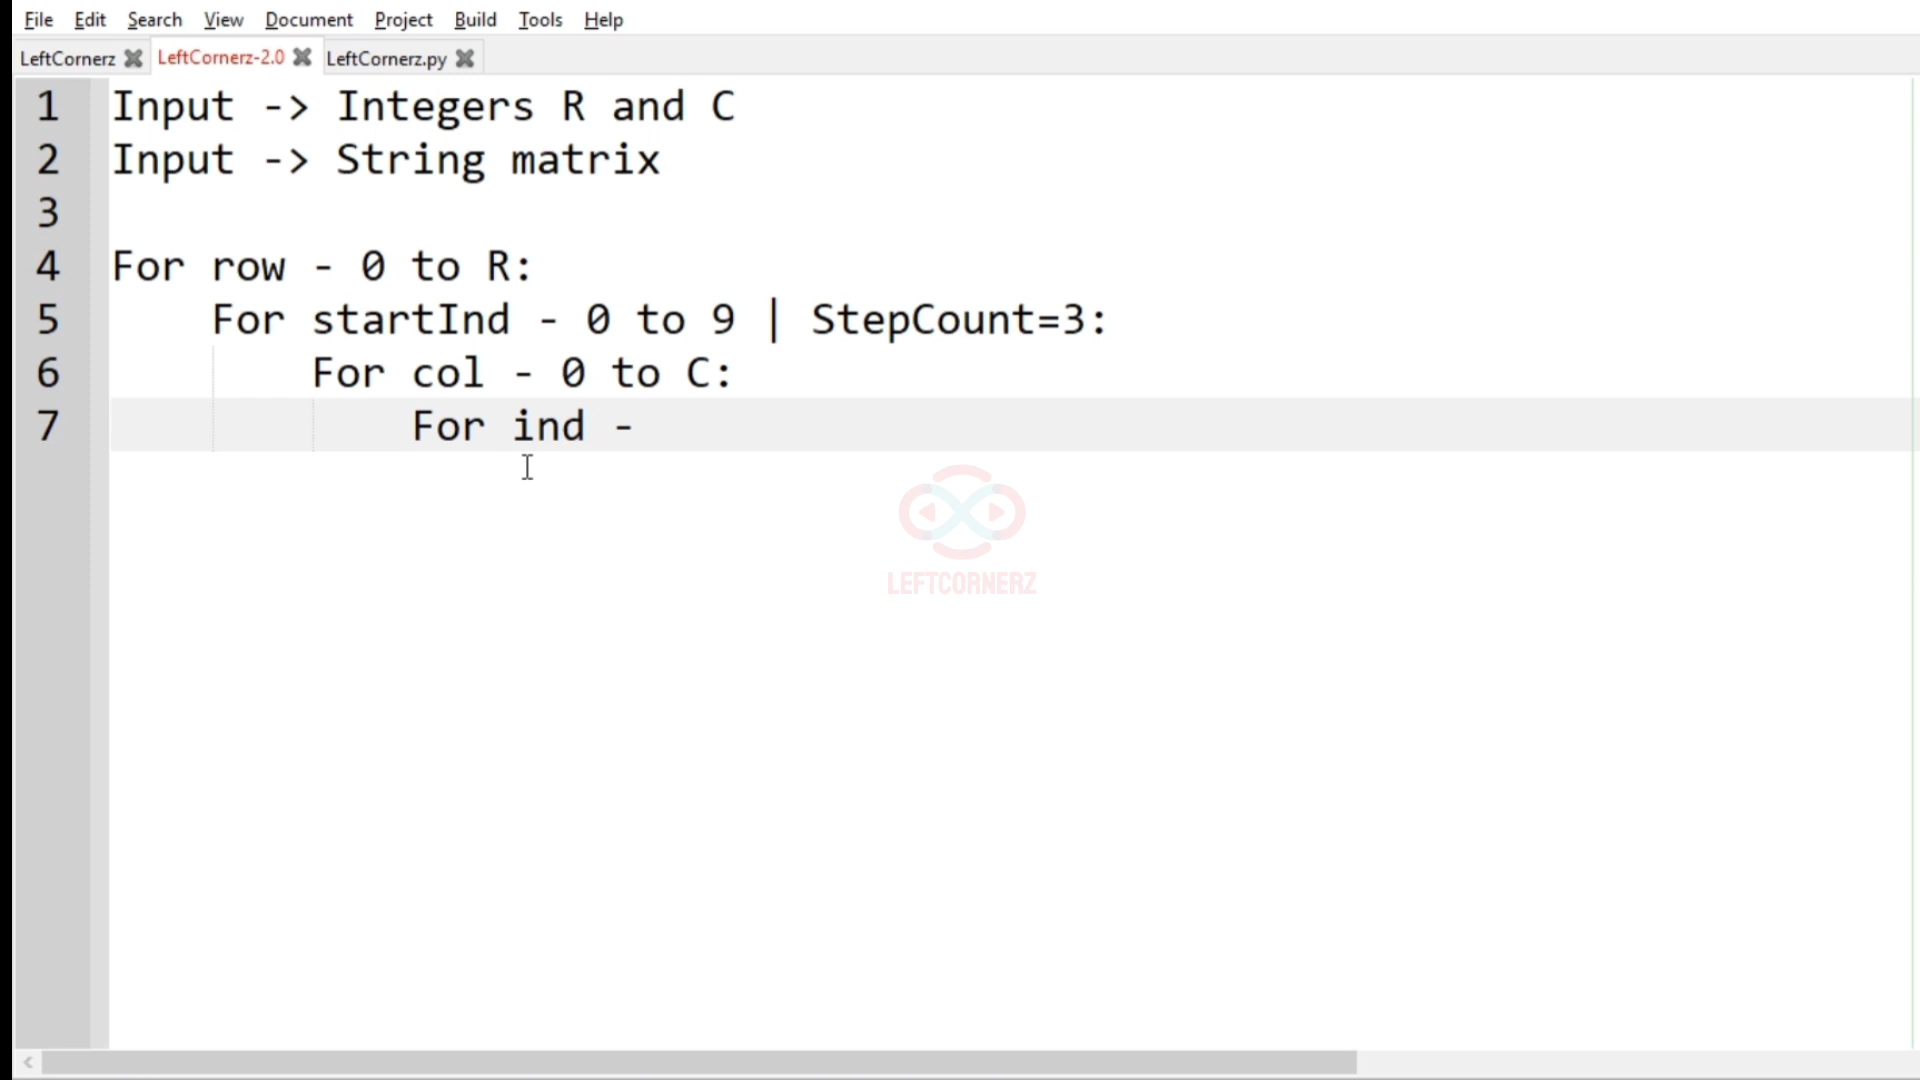 File Edit Search View Document Project Build Tools Help
LeftCornerz LeftCornerz-2.0 LeftCornerz.py
1 Input -> Integers R and C
2 Input -> String matrix
3
4 For row - 0 to R:
5 For startInd - 0 to 9 | StepCount=3:
6 For col - 0 to C:
7 For ind -
LEFTCORNERZ